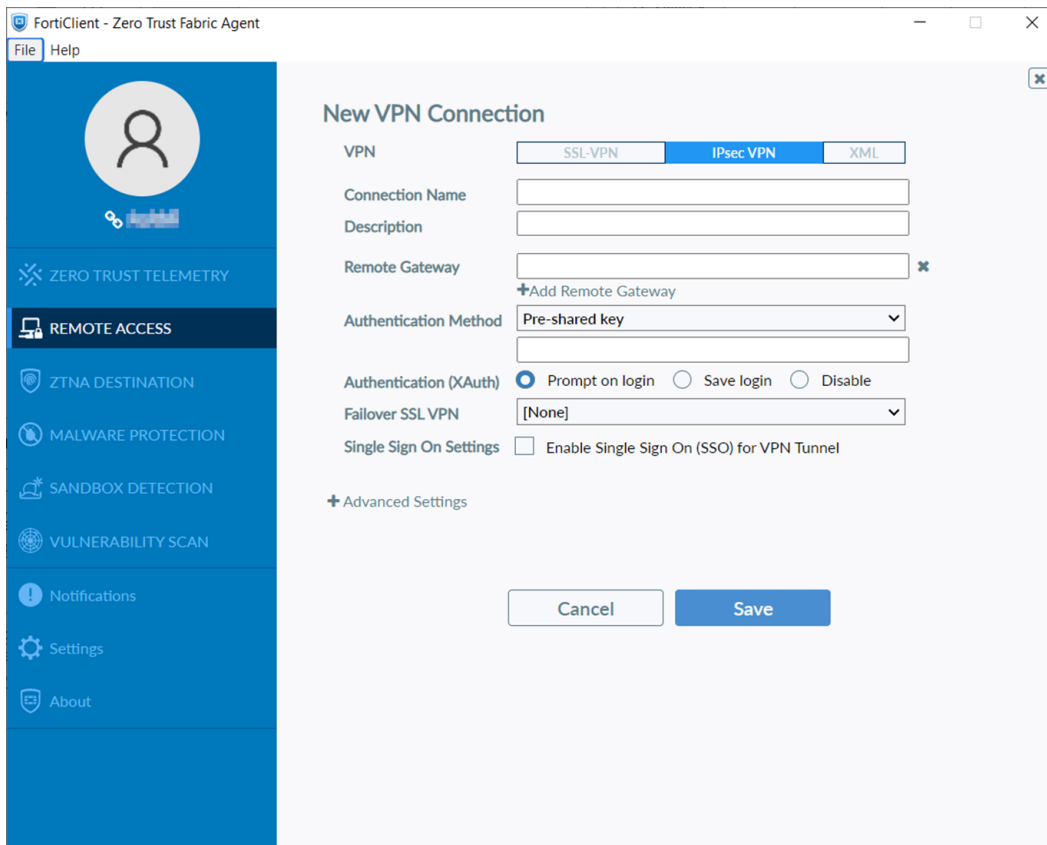 FortiClient - Zero Trust Fabric Agent
File Help
New VPN Connection
VPN SSL-VPN IPsec VPN XML
Connection Name
Description
Remote Gateway
+Add Remote Gateway
Authentication Method Pre-shared key
Authentication (XAuth) Prompt on login Save login Disable
Failover SSL VPN [None]
Single Sign On Settings Enable Single Sign On (SSO) for VPN Tunnel
+ Advanced Settings
Cancel Save
ZERO TRUST TELEMETRY
REMOTE ACCESS
ZTNA DESTINATION
MALWARE PROTECTION
SANDBOX DETECTION
VULNERABILITY SCAN
Notifications
Settings
About